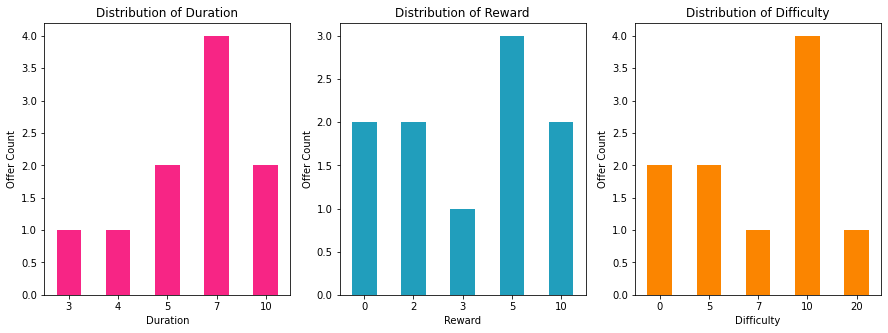 Distribution of Duration
Offer Count
4.0
3.5
3.0
2.5
2.0
1.5
1.0
0.5
0.0
3 4 5 7 10
Duration
Distribution of Reward
Offer Count
3.0
2.5
2.0
1.5
1.0
0.5
0.0
0 2 3 5 10
Reward
Distribution of Difficulty
Offer Count
4.0
3.5
3.0
2.5
2.0
1.5
1.0
0.5
0.0
0 5 7 10 20
Difficulty